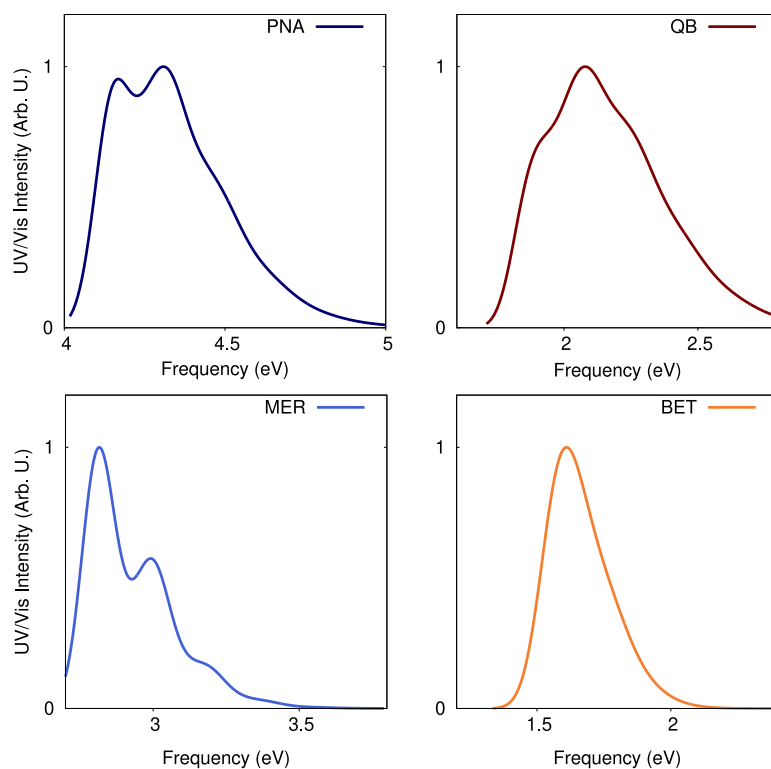 PNA
UV/Vis Intensity (Arb. U.)
1
0
4
4.5
5
Frequency (eV)
QB
1
0
2
2.5
Frequency (eV)
MER
UV/Vis Intensity (Arb. U.)
1
0
3
3.5
Frequency (eV)
BET
1
0
1.5
2
Frequency (eV)